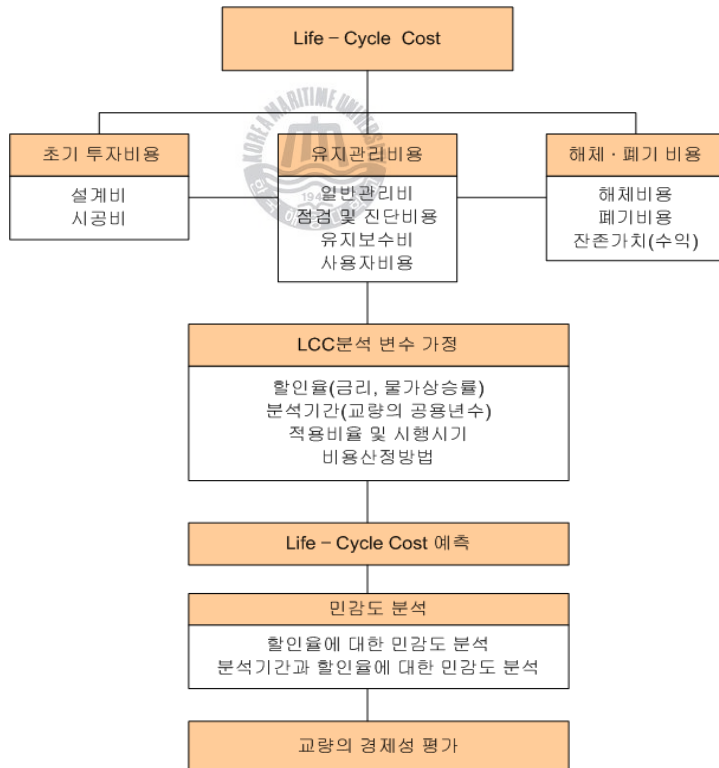 Life – Cycle Cost
KOREA MARITIME UNIVERSITY
초기 투자비용
설계비
시공비
유지관리비용
일반관리비
점검 및 진단비용
유지보수비
사용자비용
해체 · 폐기 비용
해체비용
폐기비용
잔존가치(수익)
LCC분석 변수 가정
할인율(금리, 물가상승률)
분석기간(교량의 공용년수)
적용비율 및 시행시기
비용산정방법
Life – Cycle Cost 예측
민감도 분석
할인율에 대한 민감도 분석
분석기간과 할인율에 대한 민감도 분석
교량의 경제성 평가